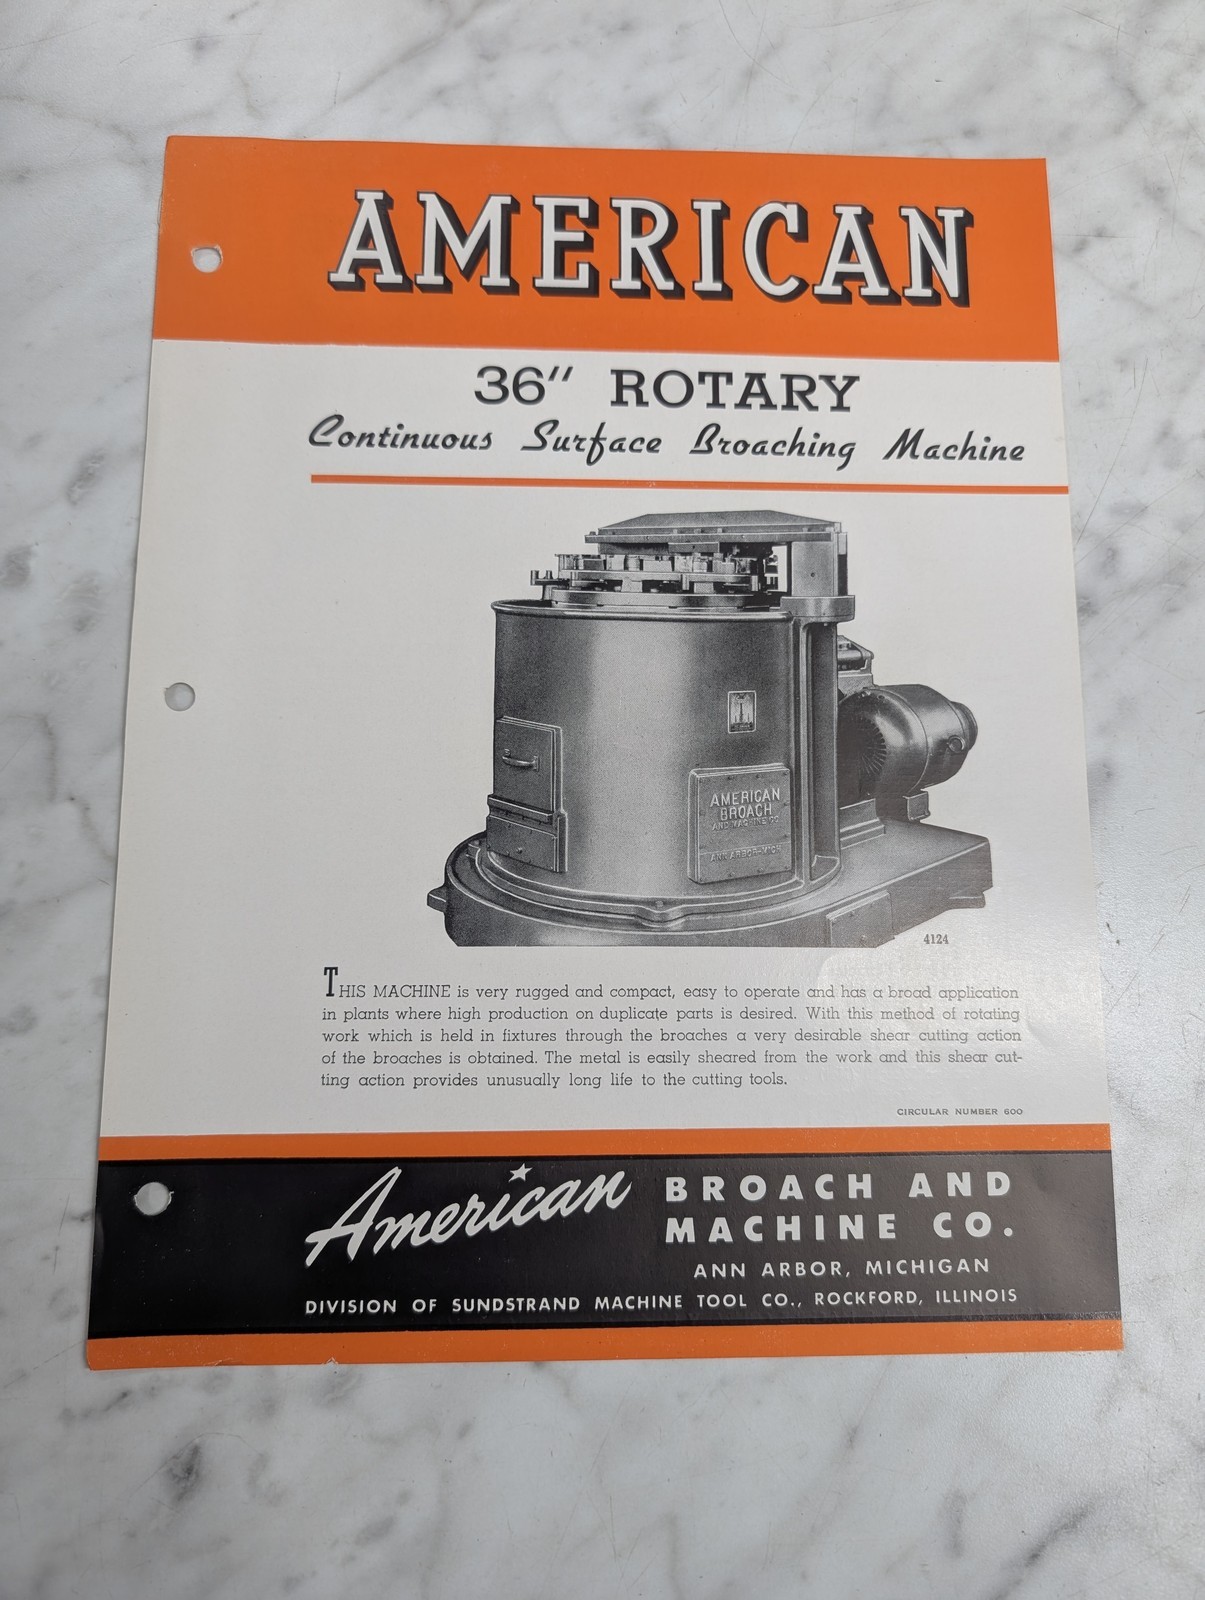 AMERICAN
36″ ROTARY
Continuous Surface Broaching Machine
AMERICAN
BROACH
AND MACHINE CO
ANN ARBOR-MICH
4124
THIS MACHINE is very rugged and compact, easy to operate and has a broad application
in plants where high production on duplicate parts is desired. With this method of rotating
work which is held in fixtures through the broaches a very desirable shear cutting action
of the broaches is obtained. The metal is easily sheared from the work and this shear cut-
ting action provides unusually long life to the cutting tools.
CIRCULAR NUMBER 600
American BROACH AND
MACHINE CO.
ANN ARBOR, MICHIGAN
DIVISION OF SUNDSTRAND MACHINE TOOL CO., ROCKFORD, ILLINOIS